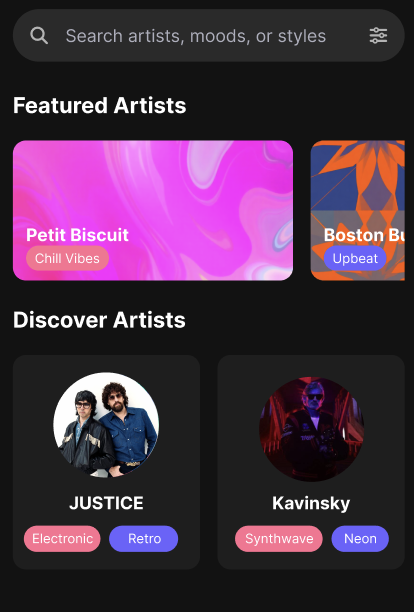 Search artists, moods, or styles
Featured Artists
Petit Biscuit
Chill Vibes
Boston Bu
Upbeat
Discover Artists
JUSTICE
Electronic
Retro
Kavinsky
Synthwave
Neon